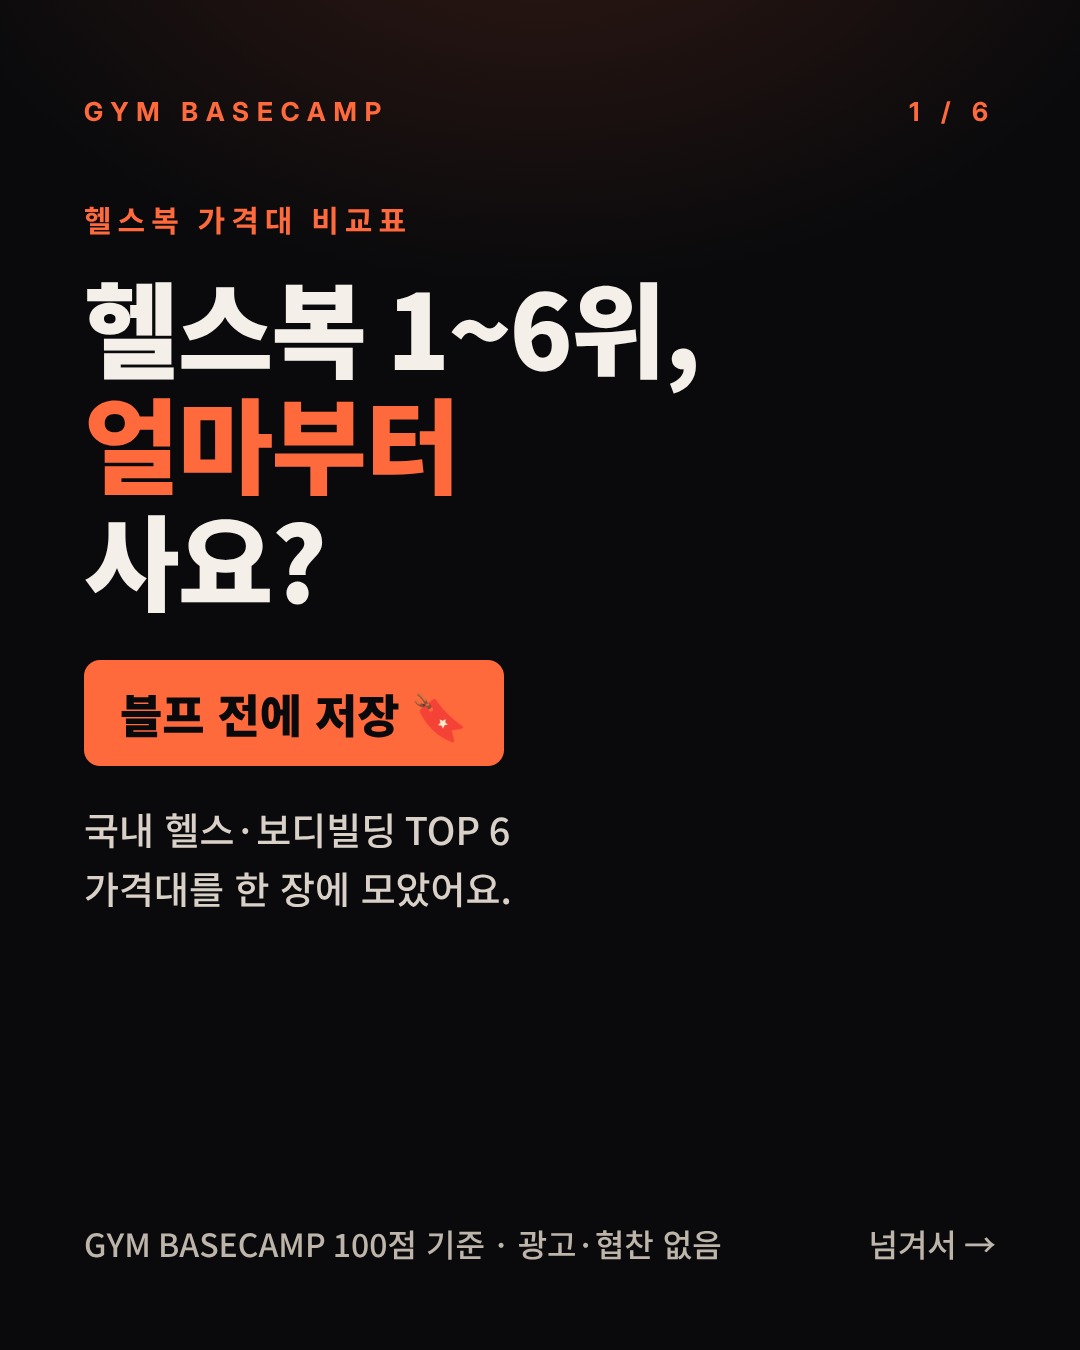 GYM BASECAMP
1 / 6
헬스복 가격대 비교표
헬스복 1~6위,
얼마부터
사요?
블프 전에 저장 🔖
국내 헬스·보디빌딩 TOP 6
가격대를 한 장에 모았어요.
GYM BASECAMP 100점 기준 · 광고·협찬 없음
넘겨서 →